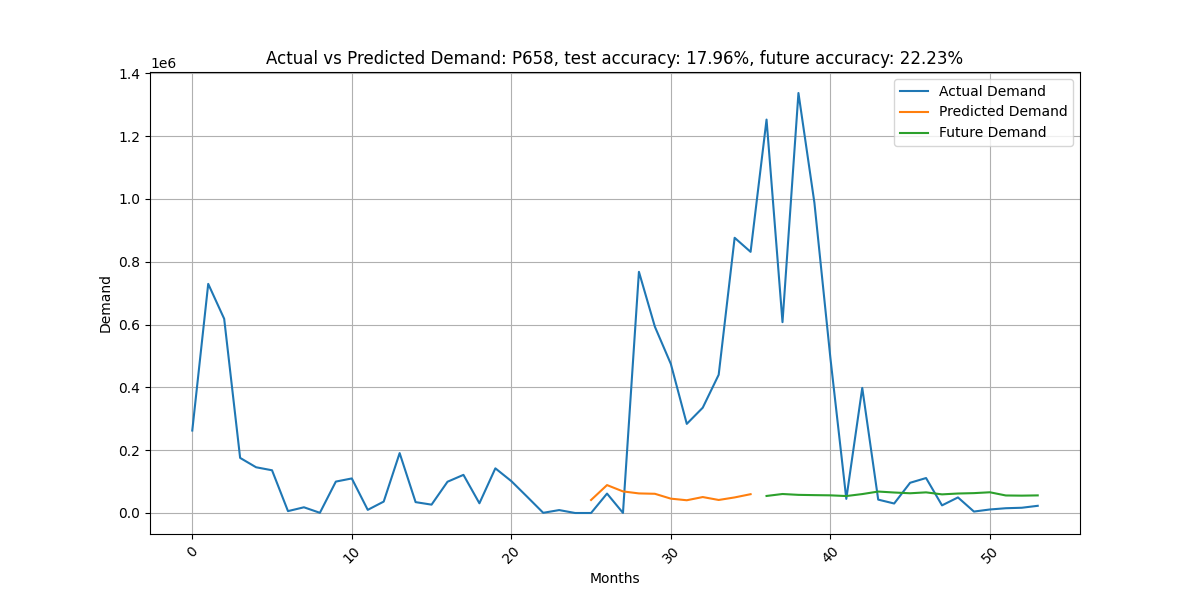 Actual vs Predicted Demand: P658, test accuracy: 17.96%, future accuracy: 22.23%
1e6
1.4
1.2
1.0
0.8
0.6
0.4
0.2
0.0
Demand
Actual Demand
Predicted Demand
Future Demand
0
10
20
30
40
50
Months